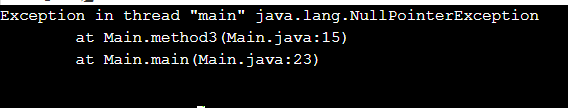 Exception in thread "main" java.lang.NullPointerException
at Main.method3(Main.java:15)
at Main.main(Main.java:23)